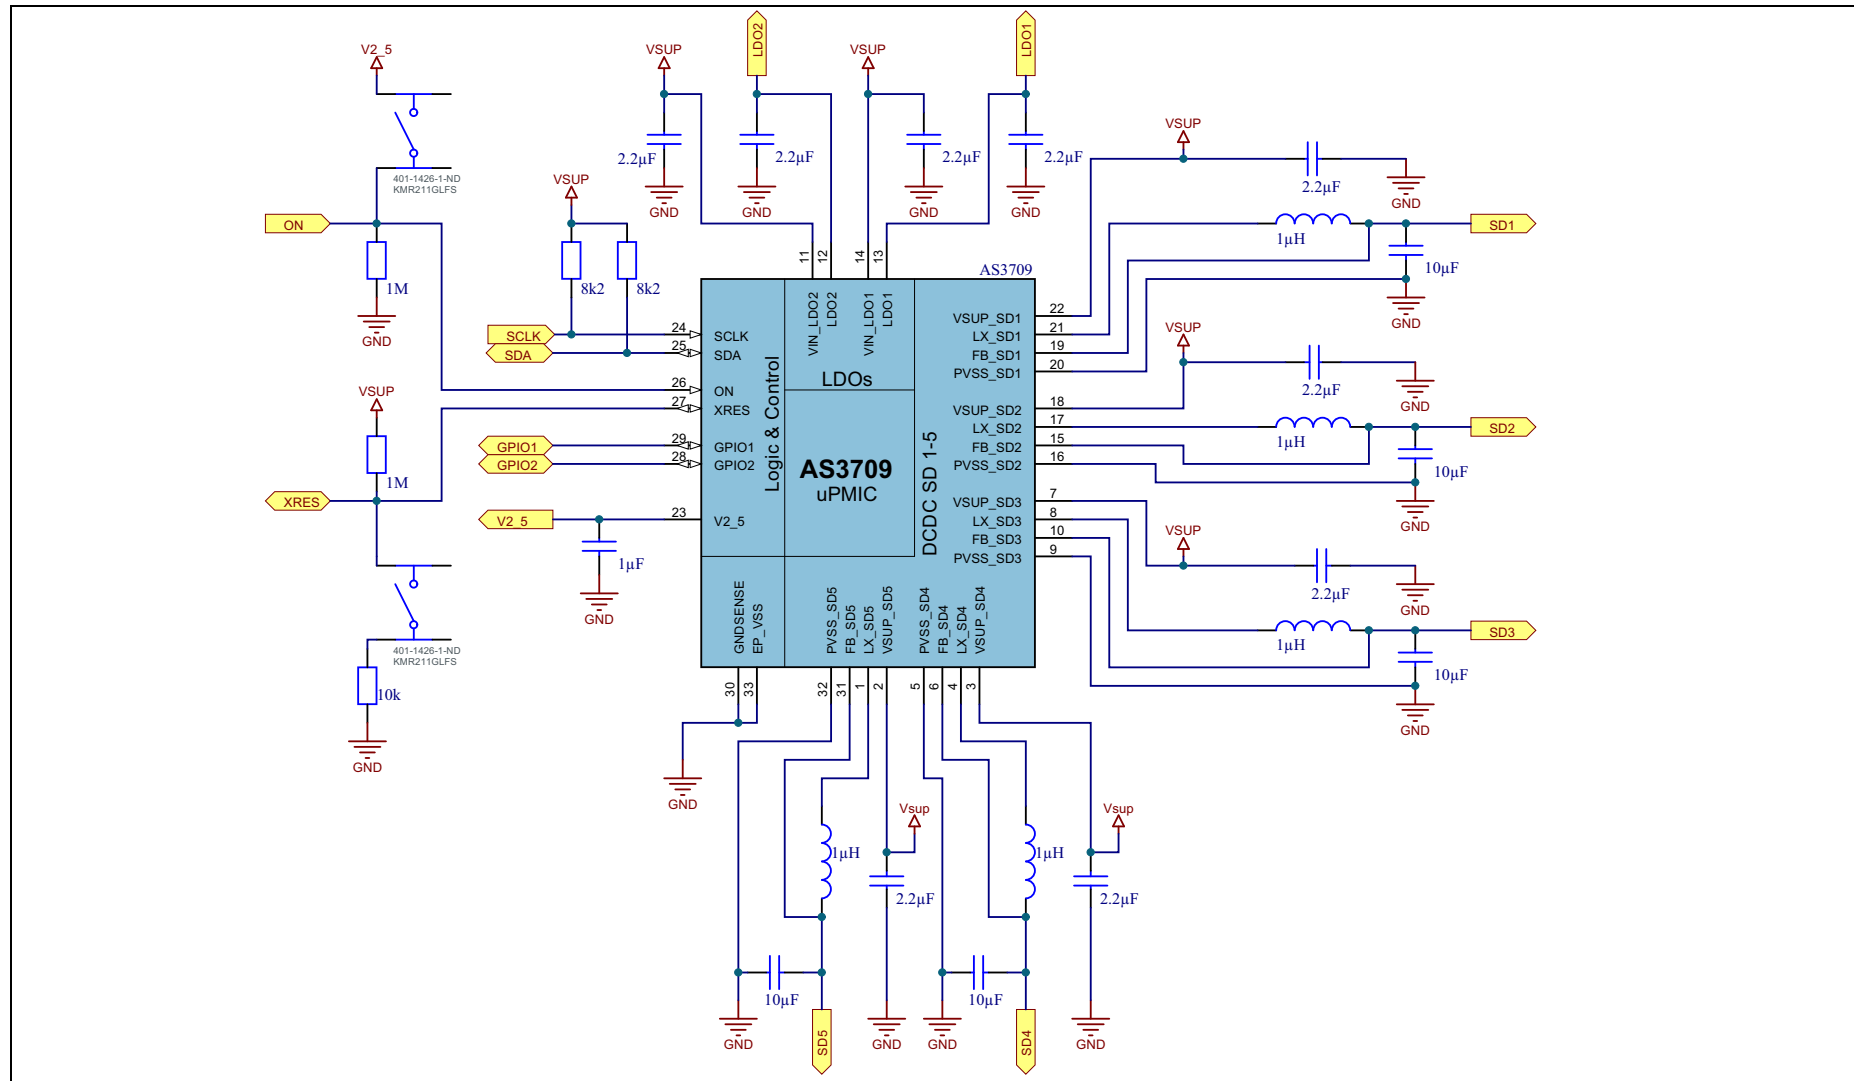 LDO2
LDO1
V2_5
VSUP
VSUP
2.2µF
2.2µF
2.2µF
2.2µF
GND
GND
GND
GND
VSUP
2.2µF
GND
401-1426-1-ND
KMR211GLFS
VSUP
ON
1M
GND
8k2
8k2
11
12
14
13
AS3709
1µH
SD1
10µF
GND
SCLK
SDA
24
25
26
27
29
28
23
SCLK
SDA
ON
XRES
GPIO1
GPIO2
V2_5
Logic & Control
VIN_LDO2
LDO2
VIN_LDO1
LDO1
LDOs
AS3709
uPMIC
DCDC SD 1-5
VSUP_SD1
LX_SD1
FB_SD1
PVSS_SD1
VSUP_SD2
LX_SD2
FB_SD2
PVSS_SD2
VSUP_SD3
LX_SD3
FB_SD3
PVSS_SD3
22
21
19
20
18
17
15
16
7
8
10
9
VSUP
2.2µF
GND
1µH
SD2
10µF
GND
VSUP
1M
XRES
GPIO1
GPIO2
V2_5
1µF
GND
VSUP
2.2µF
GND
1µH
SD3
10µF
GND
401-1426-1-ND
KMR211GLFS
10k
GND
GNDSENSE
EP_VSS
PVSS_SD5
FB_SD5
LX_SD5
VSUP_SD5
PVSS_SD4
FB_SD4
LX_SD4
VSUP_SD4
30
33
32
31
1
2
5
6
4
3
GND
Vsup
Vsup
1µH
2.2µF
1µH
2.2µF
10µF
10µF
GND
SD5
GND
GND
SD4
GND